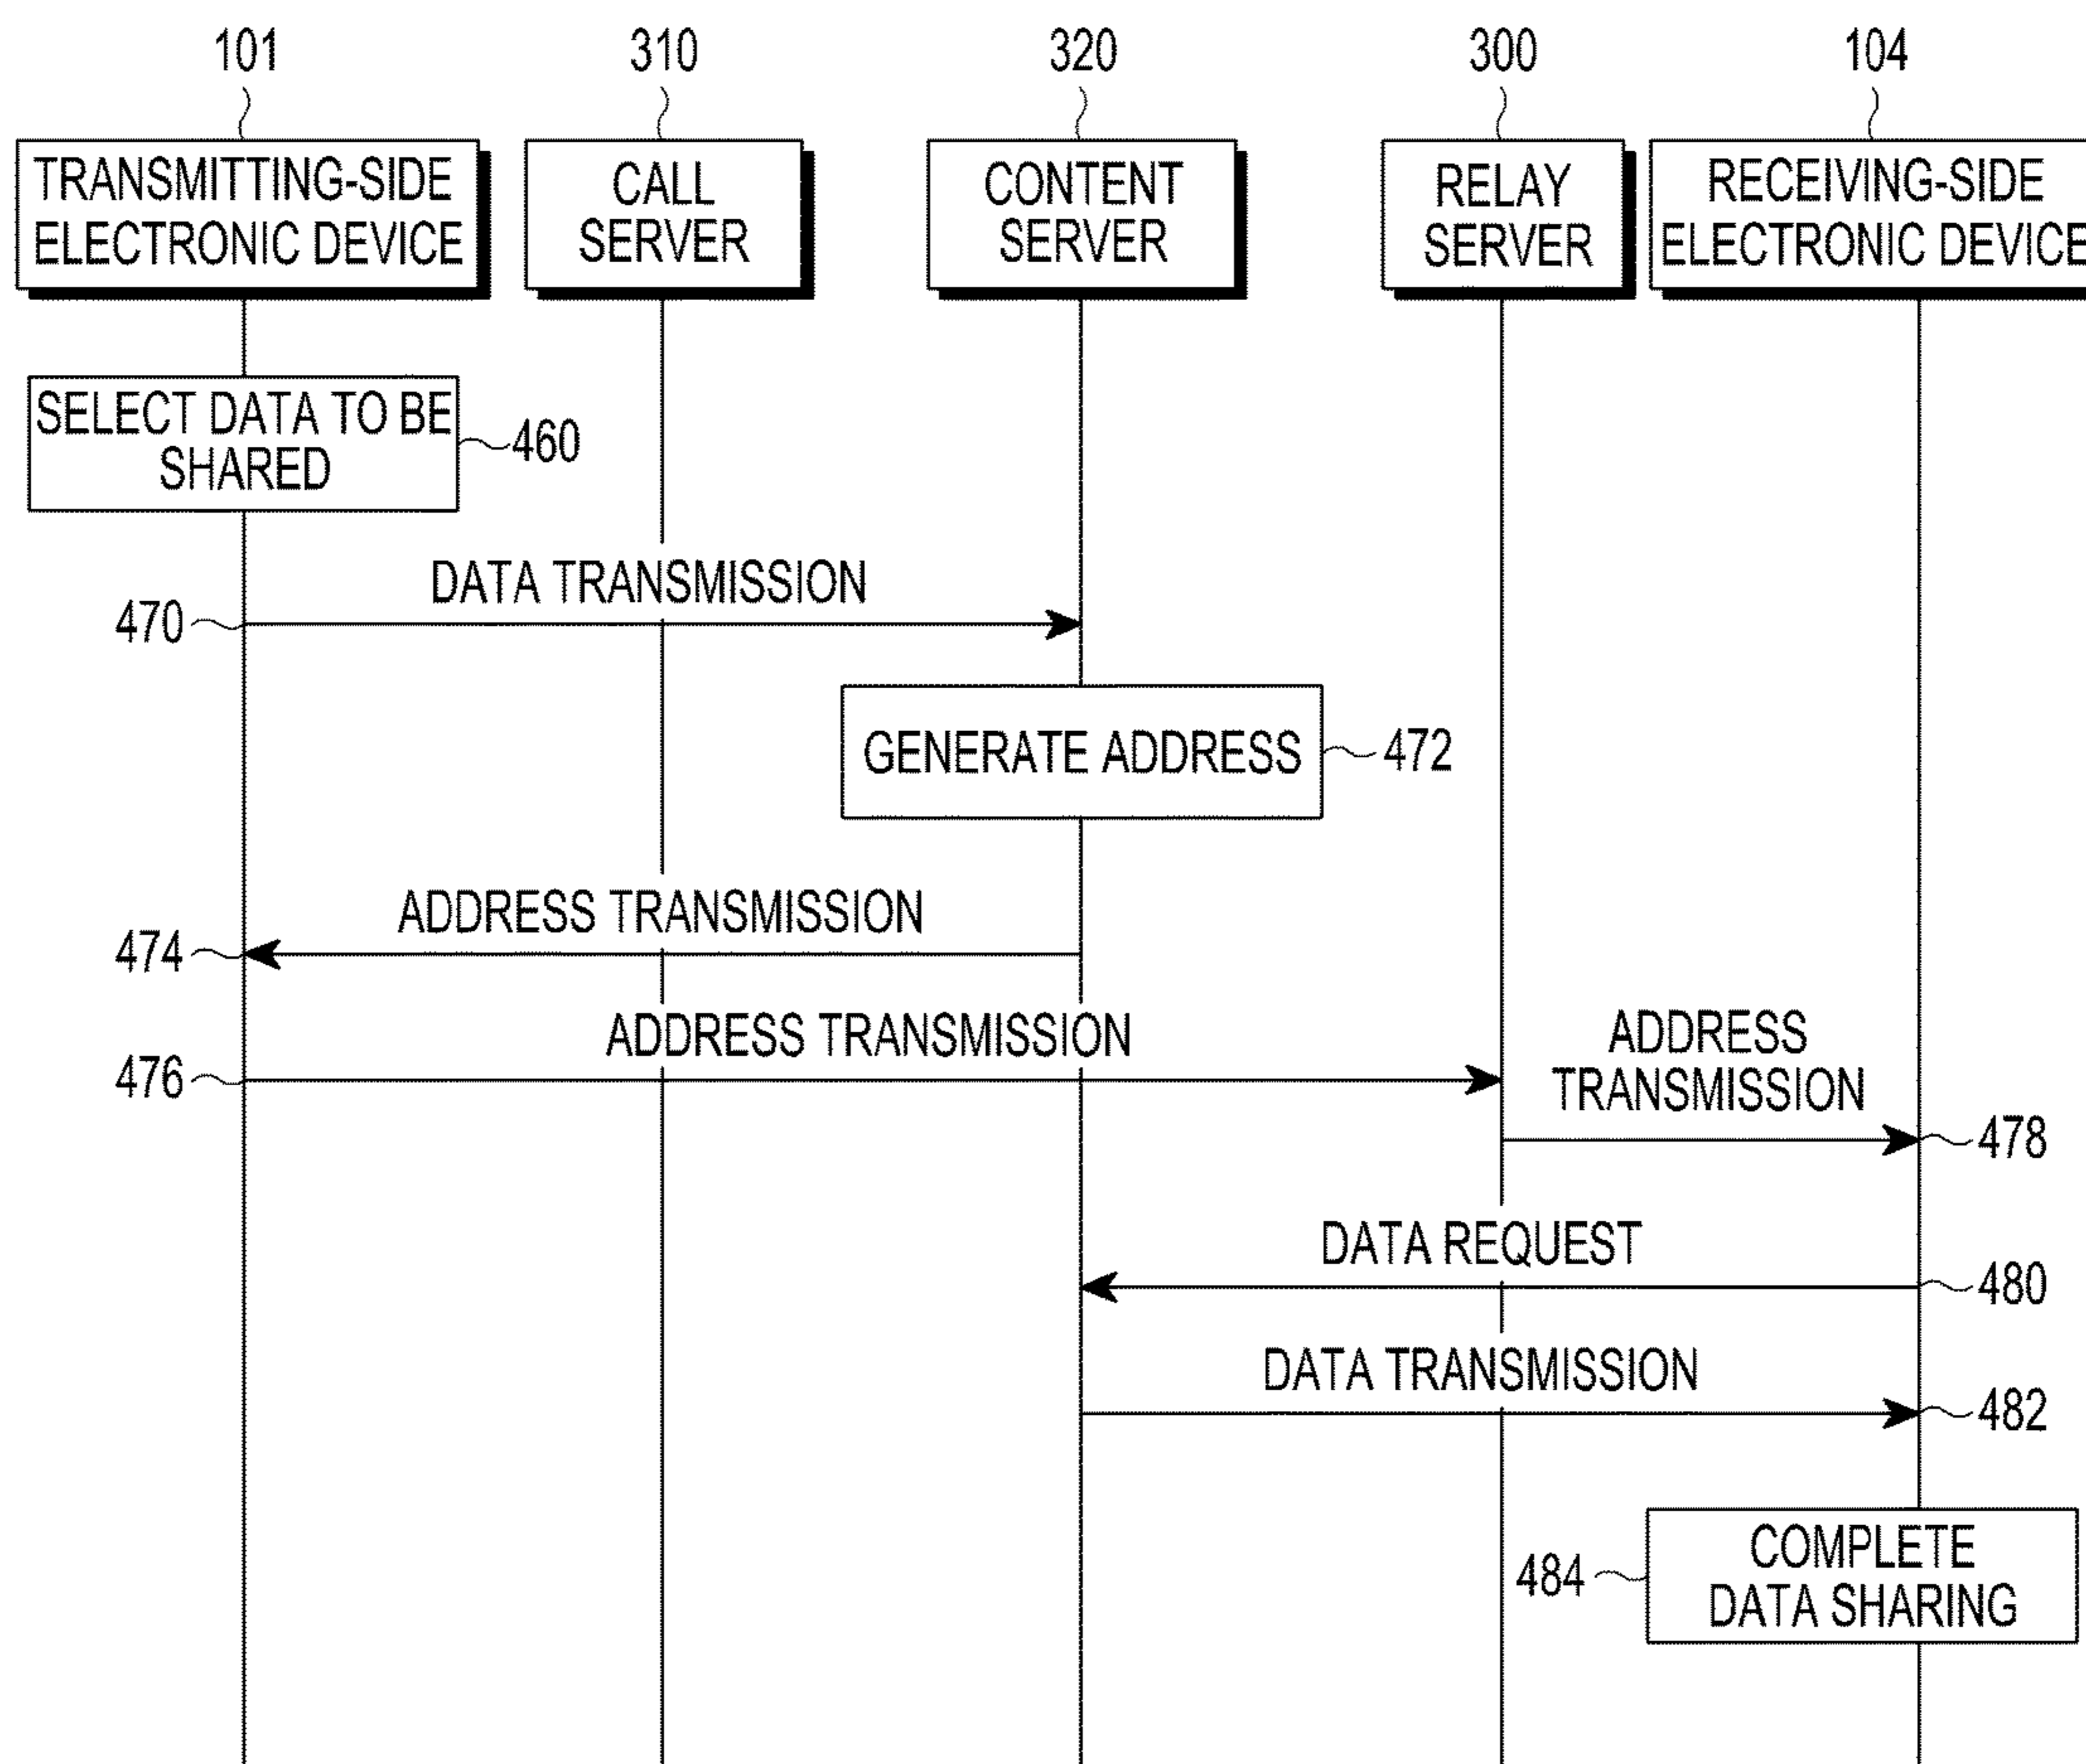 101
310
320
300
104
TRANSMITTING-SIDE
ELECTRONIC DEVICE
CALL
SERVER
CONTENT
SERVER
RELAY
SERVER
RECEIVING-SIDE
ELECTRONIC DEVICE
SELECT DATA TO BE
SHARED
460
DATA TRANSMISSION
470
GENERATE ADDRESS
472
ADDRESS TRANSMISSION
474
ADDRESS TRANSMISSION
476
ADDRESS
TRANSMISSION
478
DATA REQUEST
480
DATA TRANSMISSION
482
484
COMPLETE
DATA SHARING